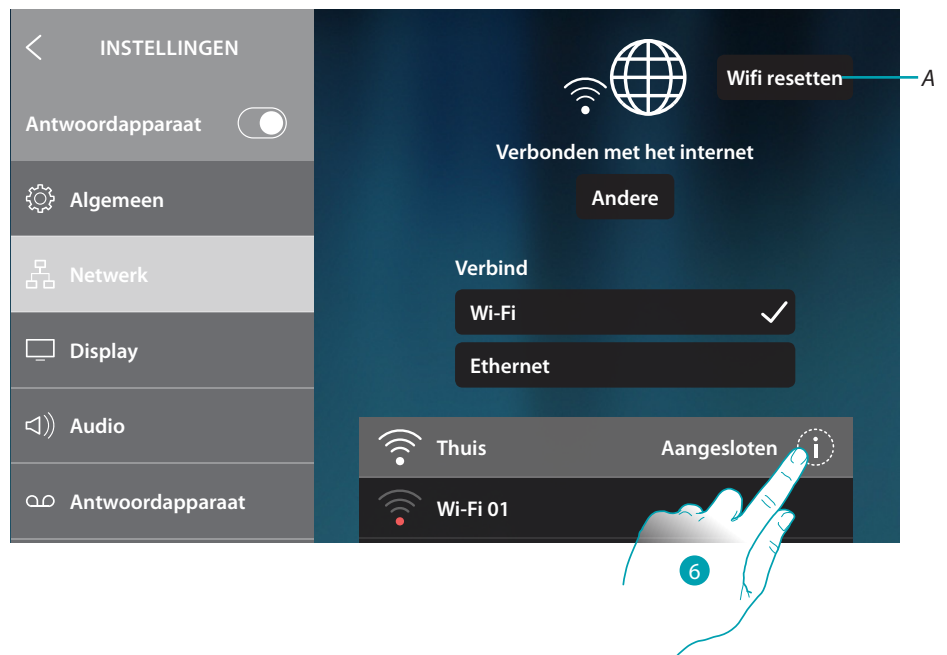 INSTELLINGEN
Antwoordapparaat
Algemeen
Netwerk
Display
Audio
Antwoordapparaat
Wifi resetten
A
Verbonden met het internet
Andere
Verbind
Wi-Fi
Ethernet
Thuis Aangesloten i
Wi-Fi 01
6